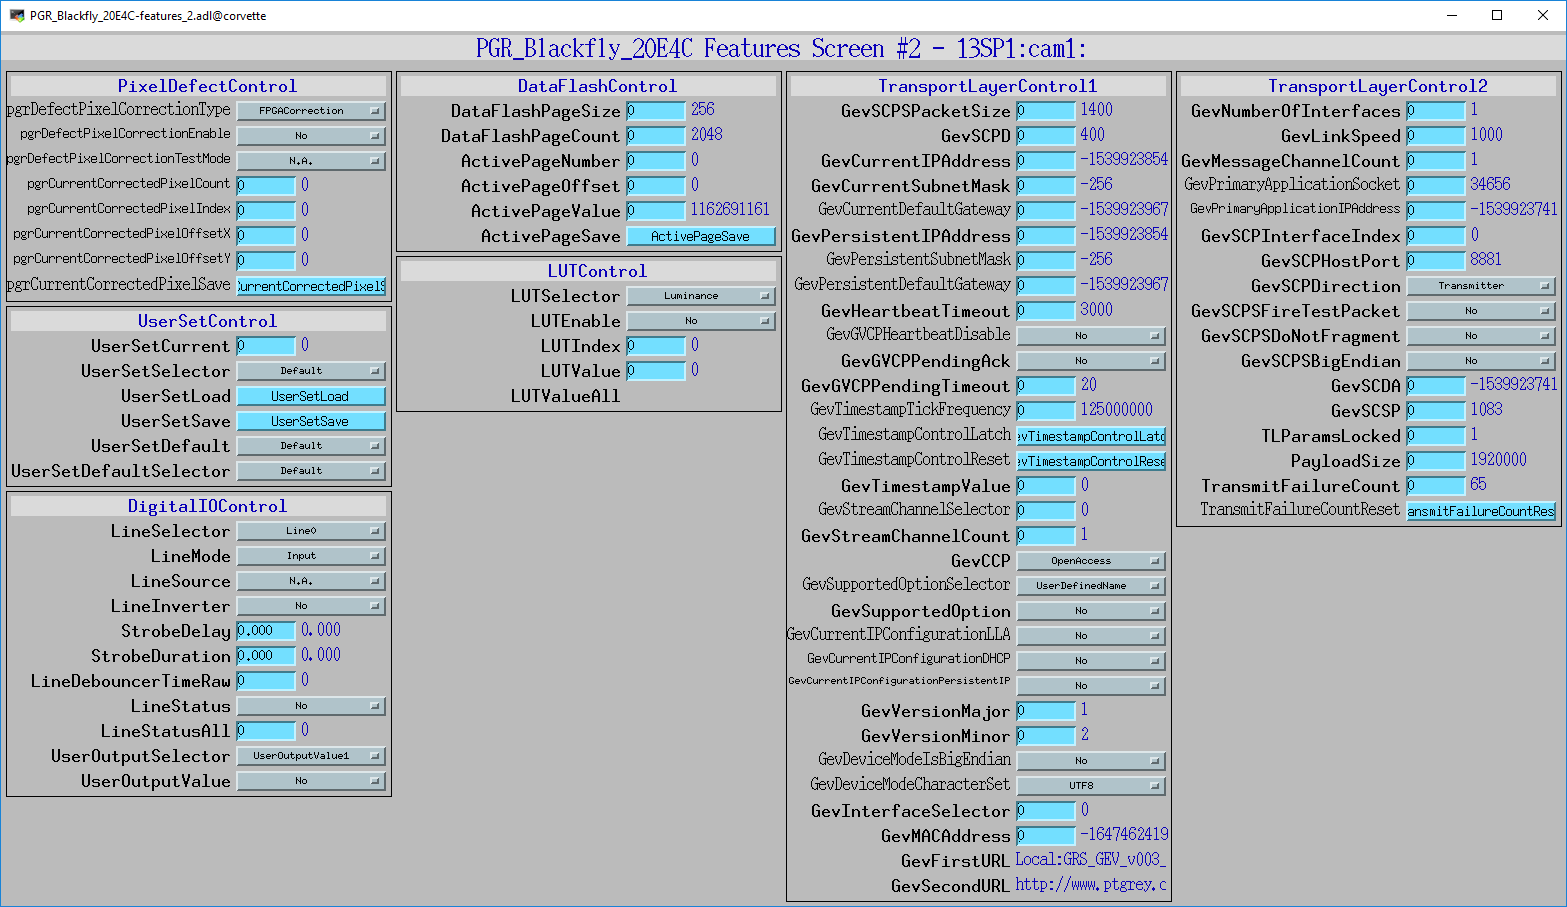 PGR_Blackfly_20E4C-features_2.adl@corvette
PGR_Blackfly_20E4C Features Screen #2 - 13SP1:cam1:
PixelDefectControl
pgrDefectPixelCorrectionType FPGACorrection
pgrDefectPixelCorrectionEnable No
pgrDefectPixelCorrectionTestMode N.A.
pgrCurrentCorrectedPixelCount 0 0
pgrCurrentCorrectedPixelIndex 0 0
pgrCurrentCorrectedPixelOffsetX 0 0
pgrCurrentCorrectedPixelOffsetY 0 0
pgrCurrentCorrectedPixelSave CurrentCorrectedPixelS
UserSetControl
UserSetCurrent 0 0
UserSetSelector Default
UserSetLoad UserSetLoad
UserSetSave UserSetSave
UserSetDefault Default
UserSetDefaultSelector Default
DigitalIOControl
LineSelector Line0
LineMode Input
LineSource N.A.
LineInverter No
StrobeDelay 0.000 0.000
StrobeDuration 0.000 0.000
LineDebouncerTimeRaw 0 0
LineStatus No
LineStatusAll 0 0
UserOutputSelector UserOutputValue1
UserOutputValue No
DataFlashControl
DataFlashPageSize 0 256
DataFlashPageCount 0 2048
ActivePageNumber 0 0
ActivePageOffset 0 0
ActivePageValue 0 1162691161
ActivePageSave ActivePageSave
LUTControl
LUTSelector Luminance
LUTEnable No
LUTIndex 0 0
LUTValue 0 0
LUTValueAll
TransportLayerControl1
GevSCPSPacketSize 0 1400
GevSCPD 0 400
GevCurrentIPAddress 0 -1539923854
GevCurrentSubnetMask 0 -256
GevCurrentDefaultGateway 0 -1539923967
GevPersistentIPAddress 0 -1539923854
GevPersistentSubnetMask 0 -256
GevPersistentDefaultGateway 0 -1539923967
GevHeartbeatTimeout 0 3000
GevGVCPHeartbeatDisable No
GevGVCPPendingAck No
GevGVCPPendingTimeout 0 20
GevTimestampTickFrequency 0 125000000
GevTimestampControlLatch evTimestampControlLatc
GevTimestampControlReset evTimestampControlRese
GevTimestampValue 0 0
GevStreamChannelSelector 0 0
GevStreamChannelCount 0 1
GevCCP OpenAccess
GevSupportedOptionSelector UserDefinedName
GevSupportedOption No
GevCurrentIPConfigurationLLA No
GevCurrentIPConfigurationDHCP No
GevCurrentIPConfigurationPersistentIP No
GevVersionMajor 0 1
GevVersionMinor 0 2
GevDeviceModeIsBigEndian No
GevDeviceModeCharacterSet UTF8
GevInterfaceSelector 0 0
GevMACAddress 0 -1647462419
GevFirstURL Local:GRS_GEV_v003_
GevSecondURL http://www.ptgrey.c
TransportLayerControl2
GevNumberOfInterfaces 0 1
GevLinkSpeed 0 1000
GevMessageChannelCount 0 1
GevPrimaryApplicationSocket 0 34656
GevPrimaryApplicationIPAddress 0 -1539923741
GevSCPInterfaceIndex 0 0
GevSCPHostPort 0 8881
GevSCPDirection Transmitter
GevSCPSFireTestPacket No
GevSCPSDoNotFragment No
GevSCPSBigEndian No
GevSCDA 0 -1539923741
GevSCSP 0 1083
TLParamsLocked 0 1
PayloadSize 0 1920000
TransmitFailureCount 0 65
TransmitFailureCountReset ansmitFailureCountRes